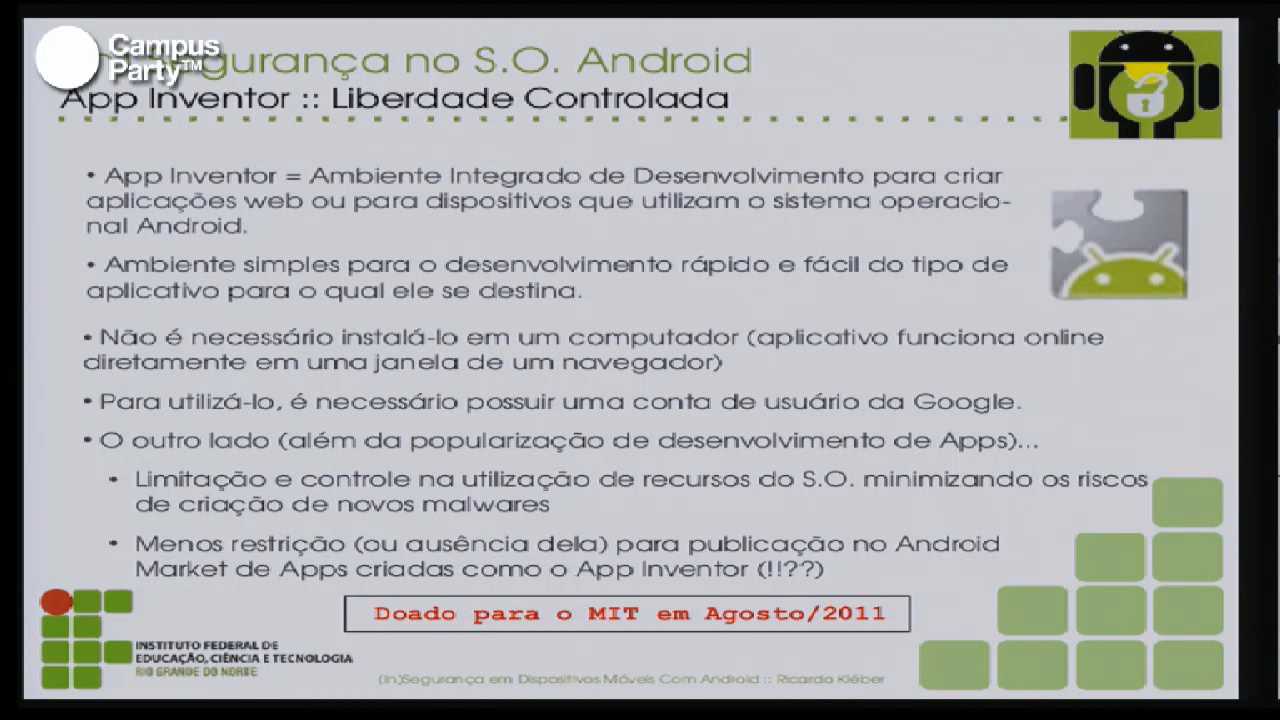 Campus
Party™
Segurança no S.O. Android
App Inventor :: Liberdade Controlada
• App Inventor = Ambiente Integrado de Desenvolvimento para criar
aplicações web ou para dispositivos que utilizam o sistema operacio-
nal Android.
• Ambiente simples para o desenvolvimento rápido e fácil do tipo de
aplicativo para o qual ele se destina.
• Não é necessário instalá-lo em um computador (aplicativo funciona online
diretamente em uma janela de um navegador)
• Para utilizá-lo, é necessário possuir uma conta de usuário da Google.
• O outro lado (além da popularização de desenvolvimento de Apps)...
• Limitação e controle na utilização de recursos do S.O. minimizando os riscos
de criação de novos malwares
• Menos restrição (ou ausência dela) para publicação no Android
Market de Apps criadas como o App Inventor (!!??)
Doado para o MIT em Agosto/2011
INSTITUTO FEDERAL DE
EDUCAÇÃO, CIÊNCIA E TECNOLOGIA
RIO GRANDE DO NORTE
(In)Segurança em Dispositivos Móveis Com Android :: Ricardo Kléber